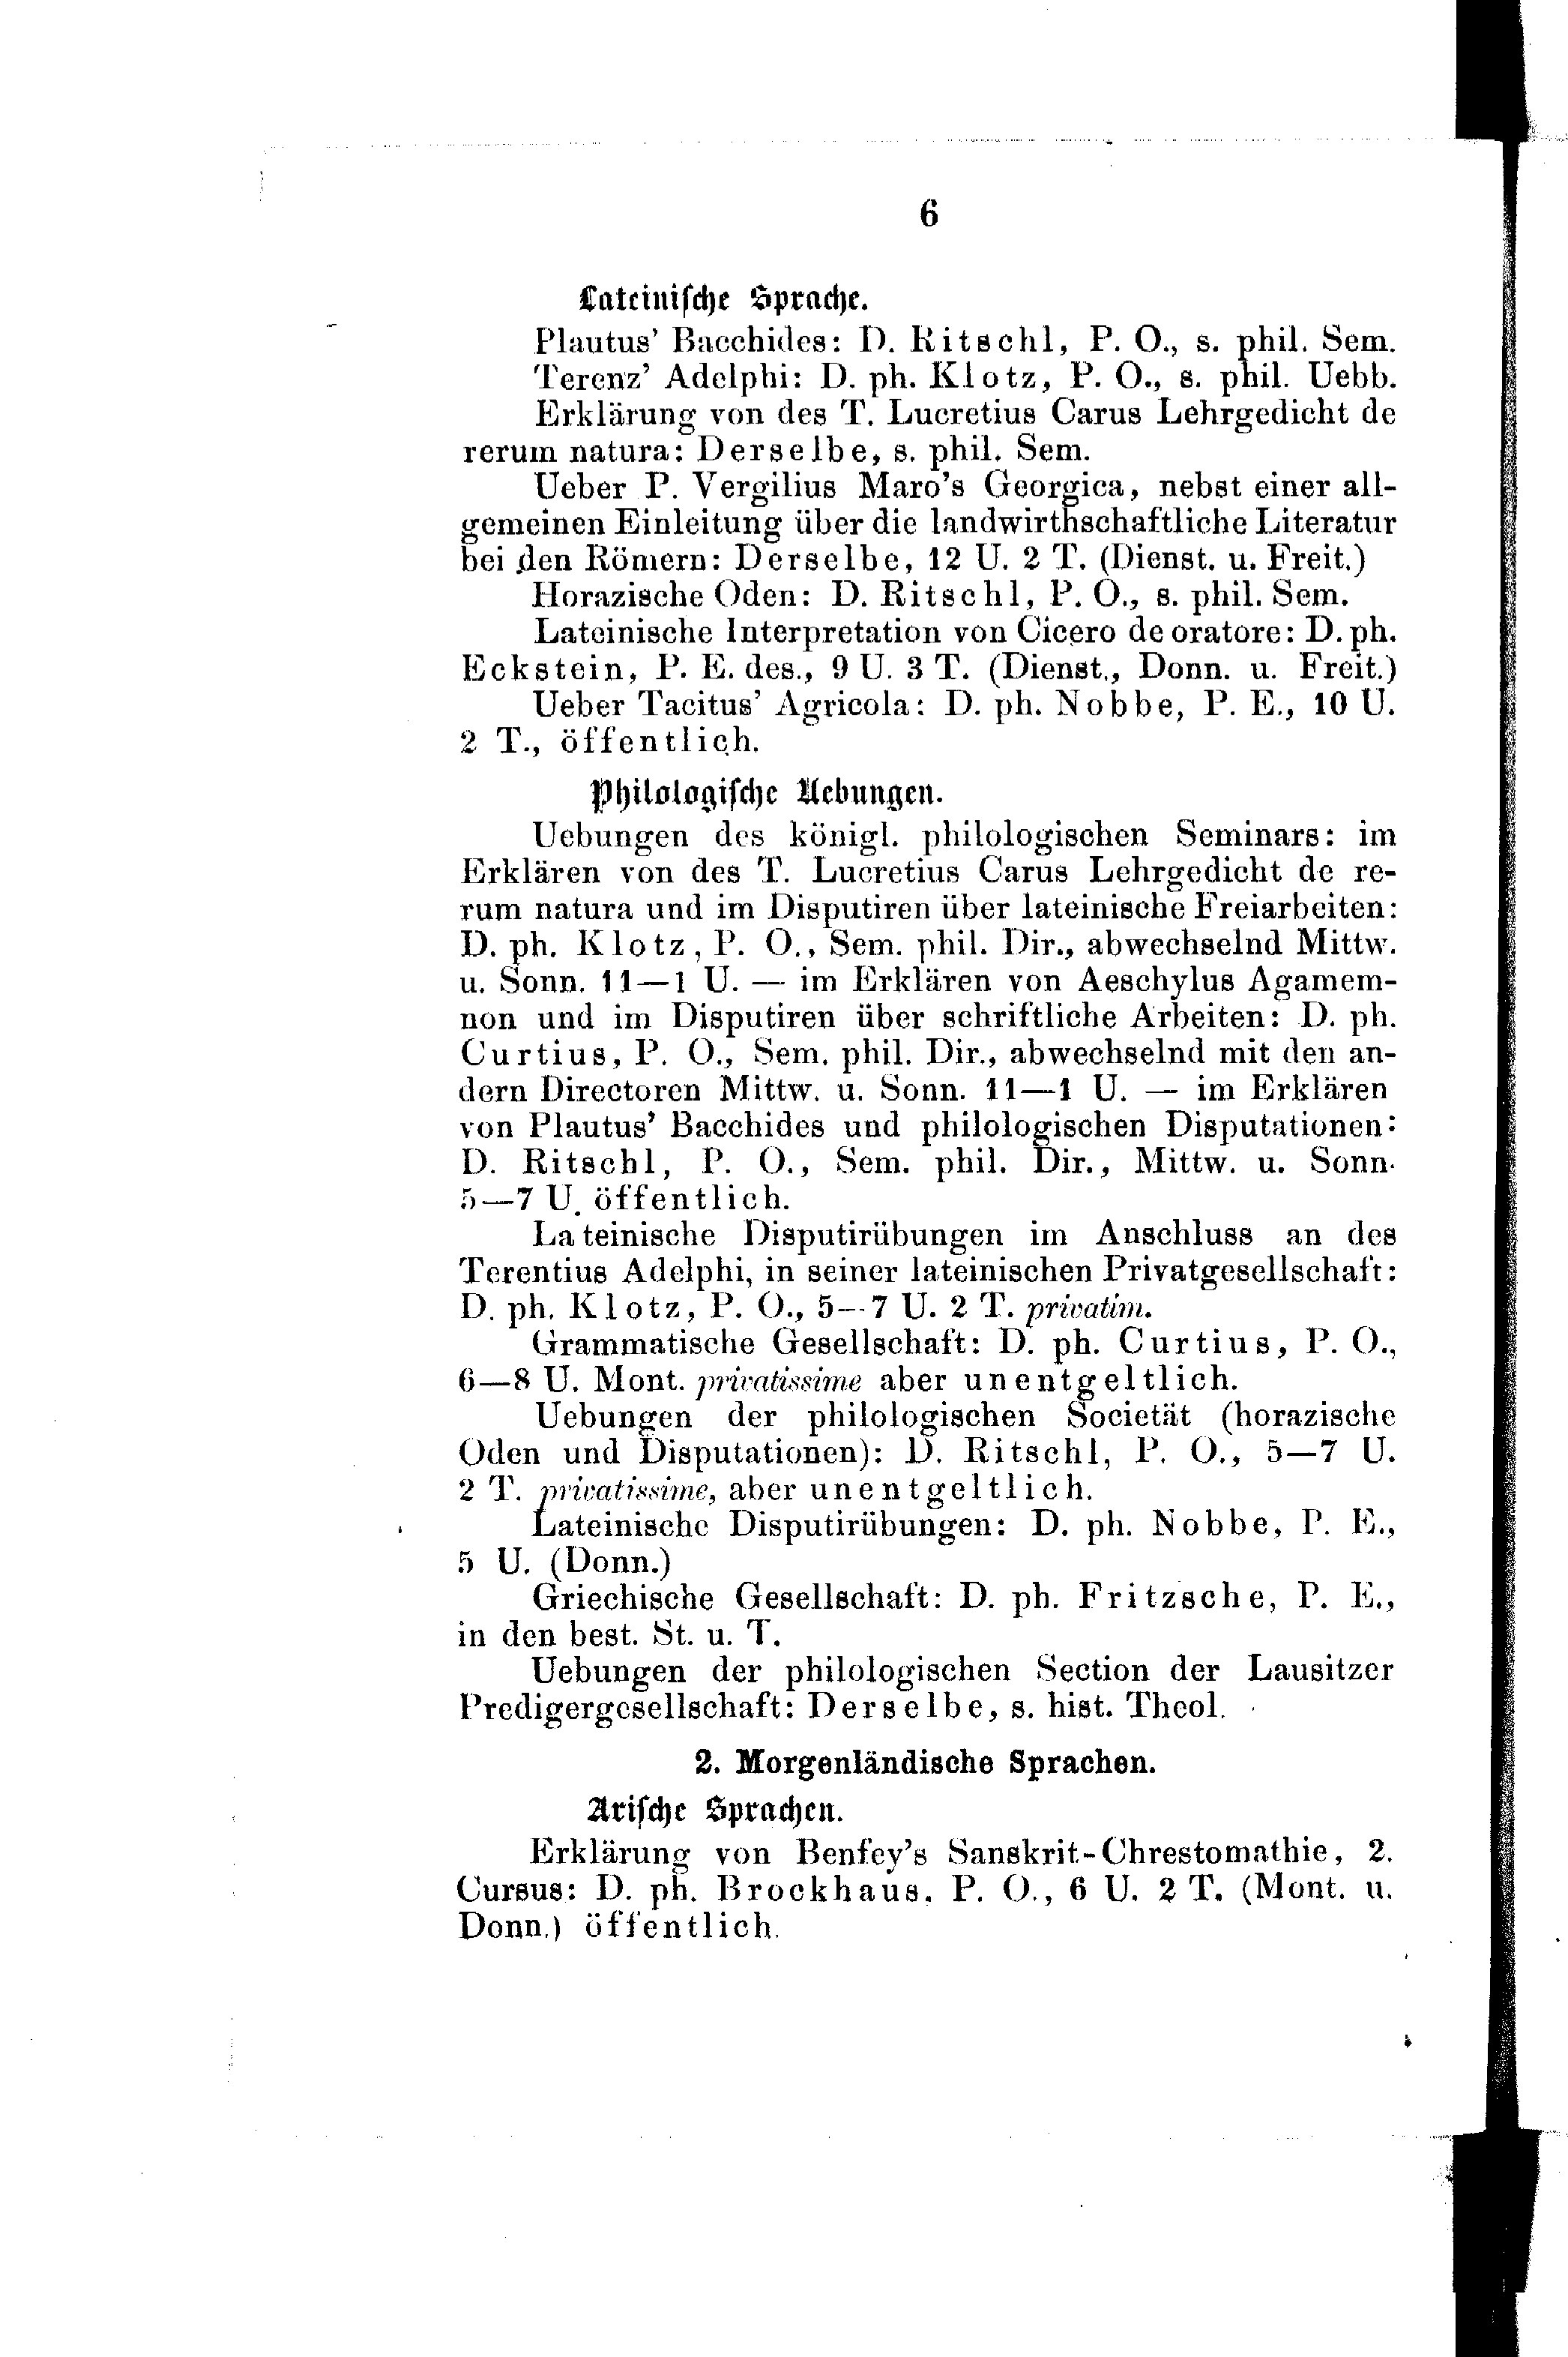 6
Lateinische Sprache.
Plautus' Bacchides: D. Ritschl, P. O., s. phil. Sem.
Terenz' Adelphi: D. ph. Klotz, P. O., s. phil. Uebb.
Erklärung von des T. Lucretius Carus Lehrgedicht de
rerum natura: Derselbe, s. phil. Sem.
Ueber P. Vergilius Maro's Georgica, nebst einer all-
gemeinen Einleitung über die landwirthschaftliche Literatur
bei den Römern: Derselbe, 12 U. 2 T. (Dienst. u. Freit.)
Horazische Oden: D. Ritschl, P. O., s. phil. Sem.
Lateinische Interpretation von Cicero de oratore: D. ph.
Eckstein, P. E. des., 9 U. 3 T. (Dienst., Donn. u. Freit.)
Ueber Tacitus' Agricola: D. ph. Nobbe, P. E., 10 U.
2 T., öffentlich.
Philologische Uebungen.
Uebungen des königl. philologischen Seminars: im
Erklären von des T. Lucretius Carus Lehrgedicht de re-
rum natura und im Disputiren über lateinische Freiarbeiten:
D. ph. Klotz, P. O., Sem. phil. Dir., abwechselnd Mittw.
u. Sonn. 11—1 U. — im Erklären von Aeschylus Agamem-
non und im Disputiren über schriftliche Arbeiten: D. ph.
Curtius, P. O., Sem. phil. Dir., abwechselnd mit den an-
dern Directoren Mittw. u. Sonn. 11—1 U. — im Erklären
von Plautus' Bacchides und philologischen Disputationen:
D. Ritschl, P. O., Sem. phil. Dir., Mittw. u. Sonn.
5—7 U. öffentlich.
Lateinische Disputirübungen im Anschluss an des
Terentius Adelphi, in seiner lateinischen Privatgesellschaft:
D. ph. Klotz, P. O., 5—7 U. 2 T. privatim.
Grammatische Gesellschaft: D. ph. Curtius, P. O.,
6—8 U. Mont. privatissime aber unentgeltlich.
Uebungen der philologischen Societät (horazische
Oden und Disputationen): D. Ritschl, P. O., 5—7 U.
2 T. privatissime, aber unentgeltlich.
Lateinische Disputirübungen: D. ph. Nobbe, P. E.,
5 U. (Donn.)
Griechische Gesellschaft: D. ph. Fritzsche, P. E.,
in den best. St. u. T.
Uebungen der philologischen Section der Lausitzer
Predigergesellschaft: Derselbe, s. hist. Theol.
2. Morgenländische Sprachen.
Arische Sprachen.
Erklärung von Benfey's Sanskrit-Chrestomathie, 2.
Cursus: D. ph. Brockhaus, P. O., 6 U. 2 T. (Mont. u.
Donn.) öffentlich.